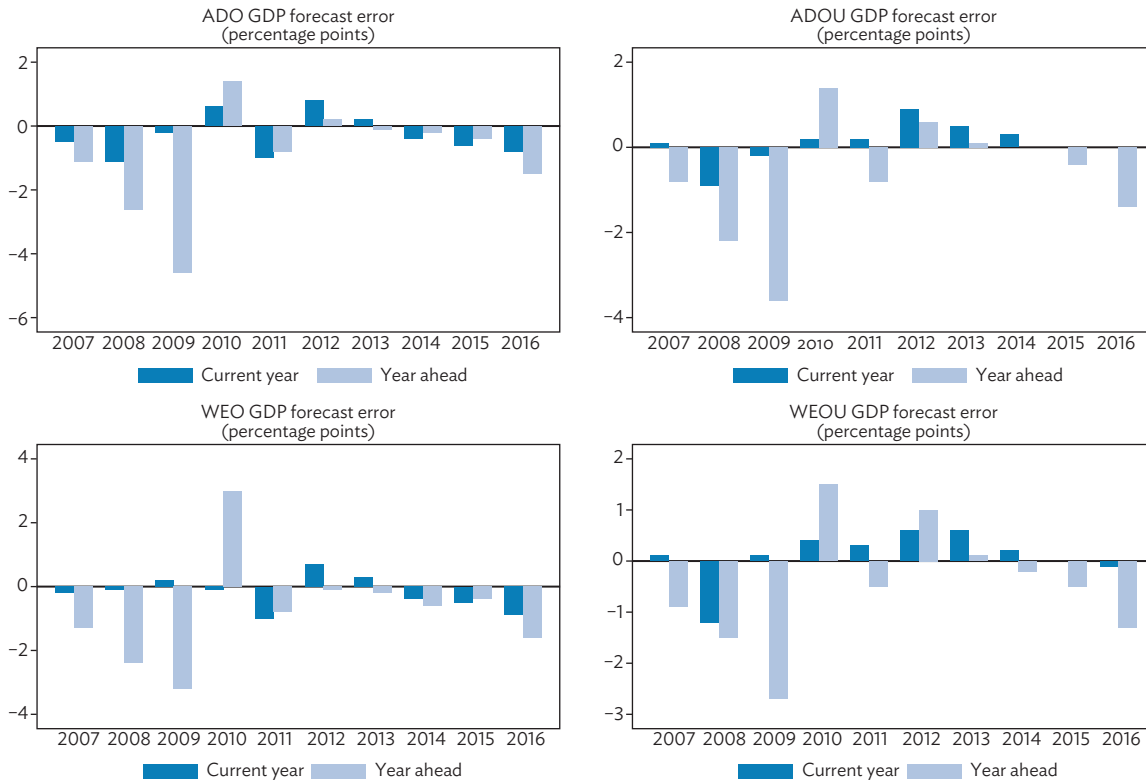 ADO GDP forecast error
(percentage points)
2
0
−2
−4
−6
2007 2008 2009 2010 2011 2012 2013 2014 2015 2016
Current year Year ahead
ADOU GDP forecast error
(percentage points)
2
0
−2
−4
2007 2008 2009 2010 2011 2012 2013 2014 2015 2016
Current year Year ahead
WEO GDP forecast error
(percentage points)
4
2
0
−2
−4
2007 2008 2009 2010 2011 2012 2013 2014 2015 2016
Current year Year ahead
WEOU GDP forecast error
(percentage points)
2
1
0
−1
−2
−3
2007 2008 2009 2010 2011 2012 2013 2014 2015 2016
Current year Year ahead